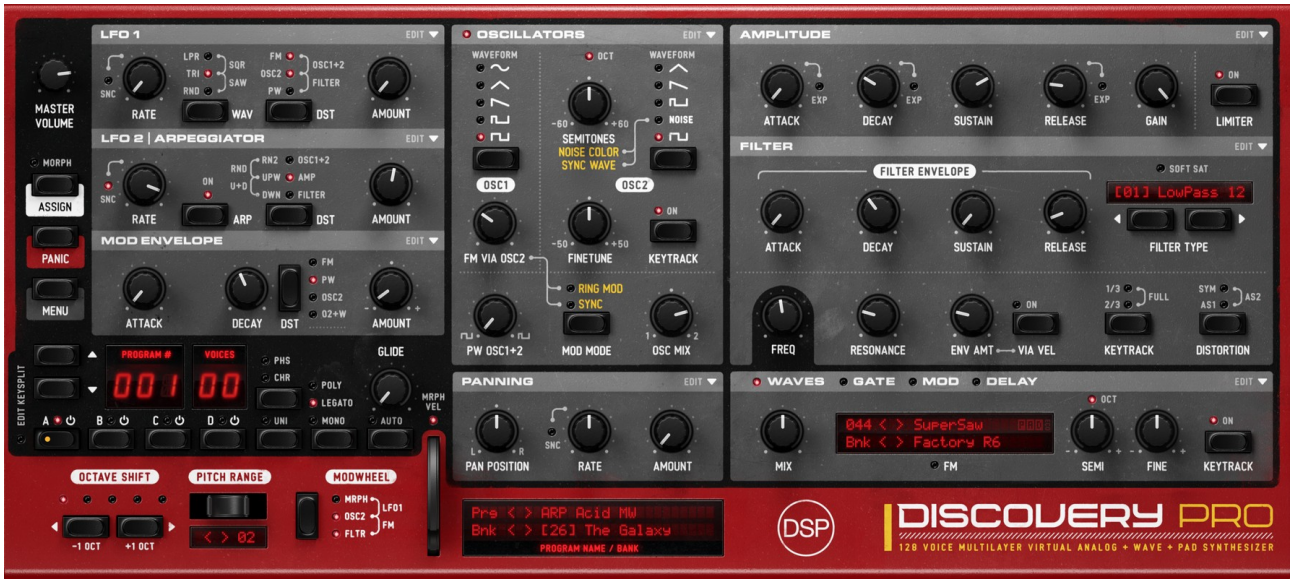 MASTER VOLUME
MORPH
ASSIGN
PANIC
MENU
LFO 1 EDIT
SNC
RATE
LPR
TRI
RND
SQR
SAW
WAV
FM
OSC2
PW
OSC1+2
FILTER
DST
AMOUNT
LFO 2 | ARPEGGIATOR EDIT
SNC
RATE
ON
ARP
RND
U+D
RN2
UPW
DWN
OSC1+2
AMP
FILTER
DST
AMOUNT
MOD ENVELOPE EDIT
ATTACK
DECAY
DST
FM
PW
OSC2
O2+W
- +
AMOUNT
EDIT KEYSPLIT
PROGRAM #
001
VOICES
00
PHS
CHR
POLY
LEGATO
GLIDE
MRPH VEL
A B C D
UNI
MONO
AUTO
OCTAVE SHIFT
-1 OCT +1 OCT
PITCH RANGE
< > 02
MODWHEEL
MRPH
OSC2
FLTR
LFO1
FM
OSCILLATORS EDIT
WAVEFORM
OCT
WAVEFORM
-60 +60
SEMITONES
NOISE
NOISE COLOR
SYNC WAVE
OSC1
OSC2
FM VIA OSC2
-50 +50
FINETUNE
ON
KEYTRACK
RING MOD
SYNC
PW OSC1+2
MOD MODE
1 2
OSC MIX
PANNING EDIT
L R
PAN POSITION
SNC
RATE
AMOUNT
Prg < > ARP Acid MW
Bnk < > [26] The Galaxy
PROGRAM NAME / BANK
AMPLITUDE EDIT
ATTACK
EXP
DECAY
EXP
SUSTAIN
RELEASE
EXP
GAIN
ON
LIMITER
FILTER EDIT
FILTER ENVELOPE
SOFT SAT
[01] LowPass 12
ATTACK
DECAY
SUSTAIN
RELEASE
FILTER TYPE
FREQ
RESONANCE
ENV AMT
ON
VIA VEL
1/3
2/3
FULL
KEYTRACK
SYM
AS1
AS2
DISTORTION
WAVES GATE MOD DELAY EDIT
MIX
044 < > SuperSaw
Bnk < > Factory R6
FM
OCT
- +
SEMI
- +
FINE
ON
KEYTRACK
DSP
DISCOVERY PRO
128 VOICE MULTILAYER VIRTUAL ANALOG + WAVE + PAD SYNTHESIZER